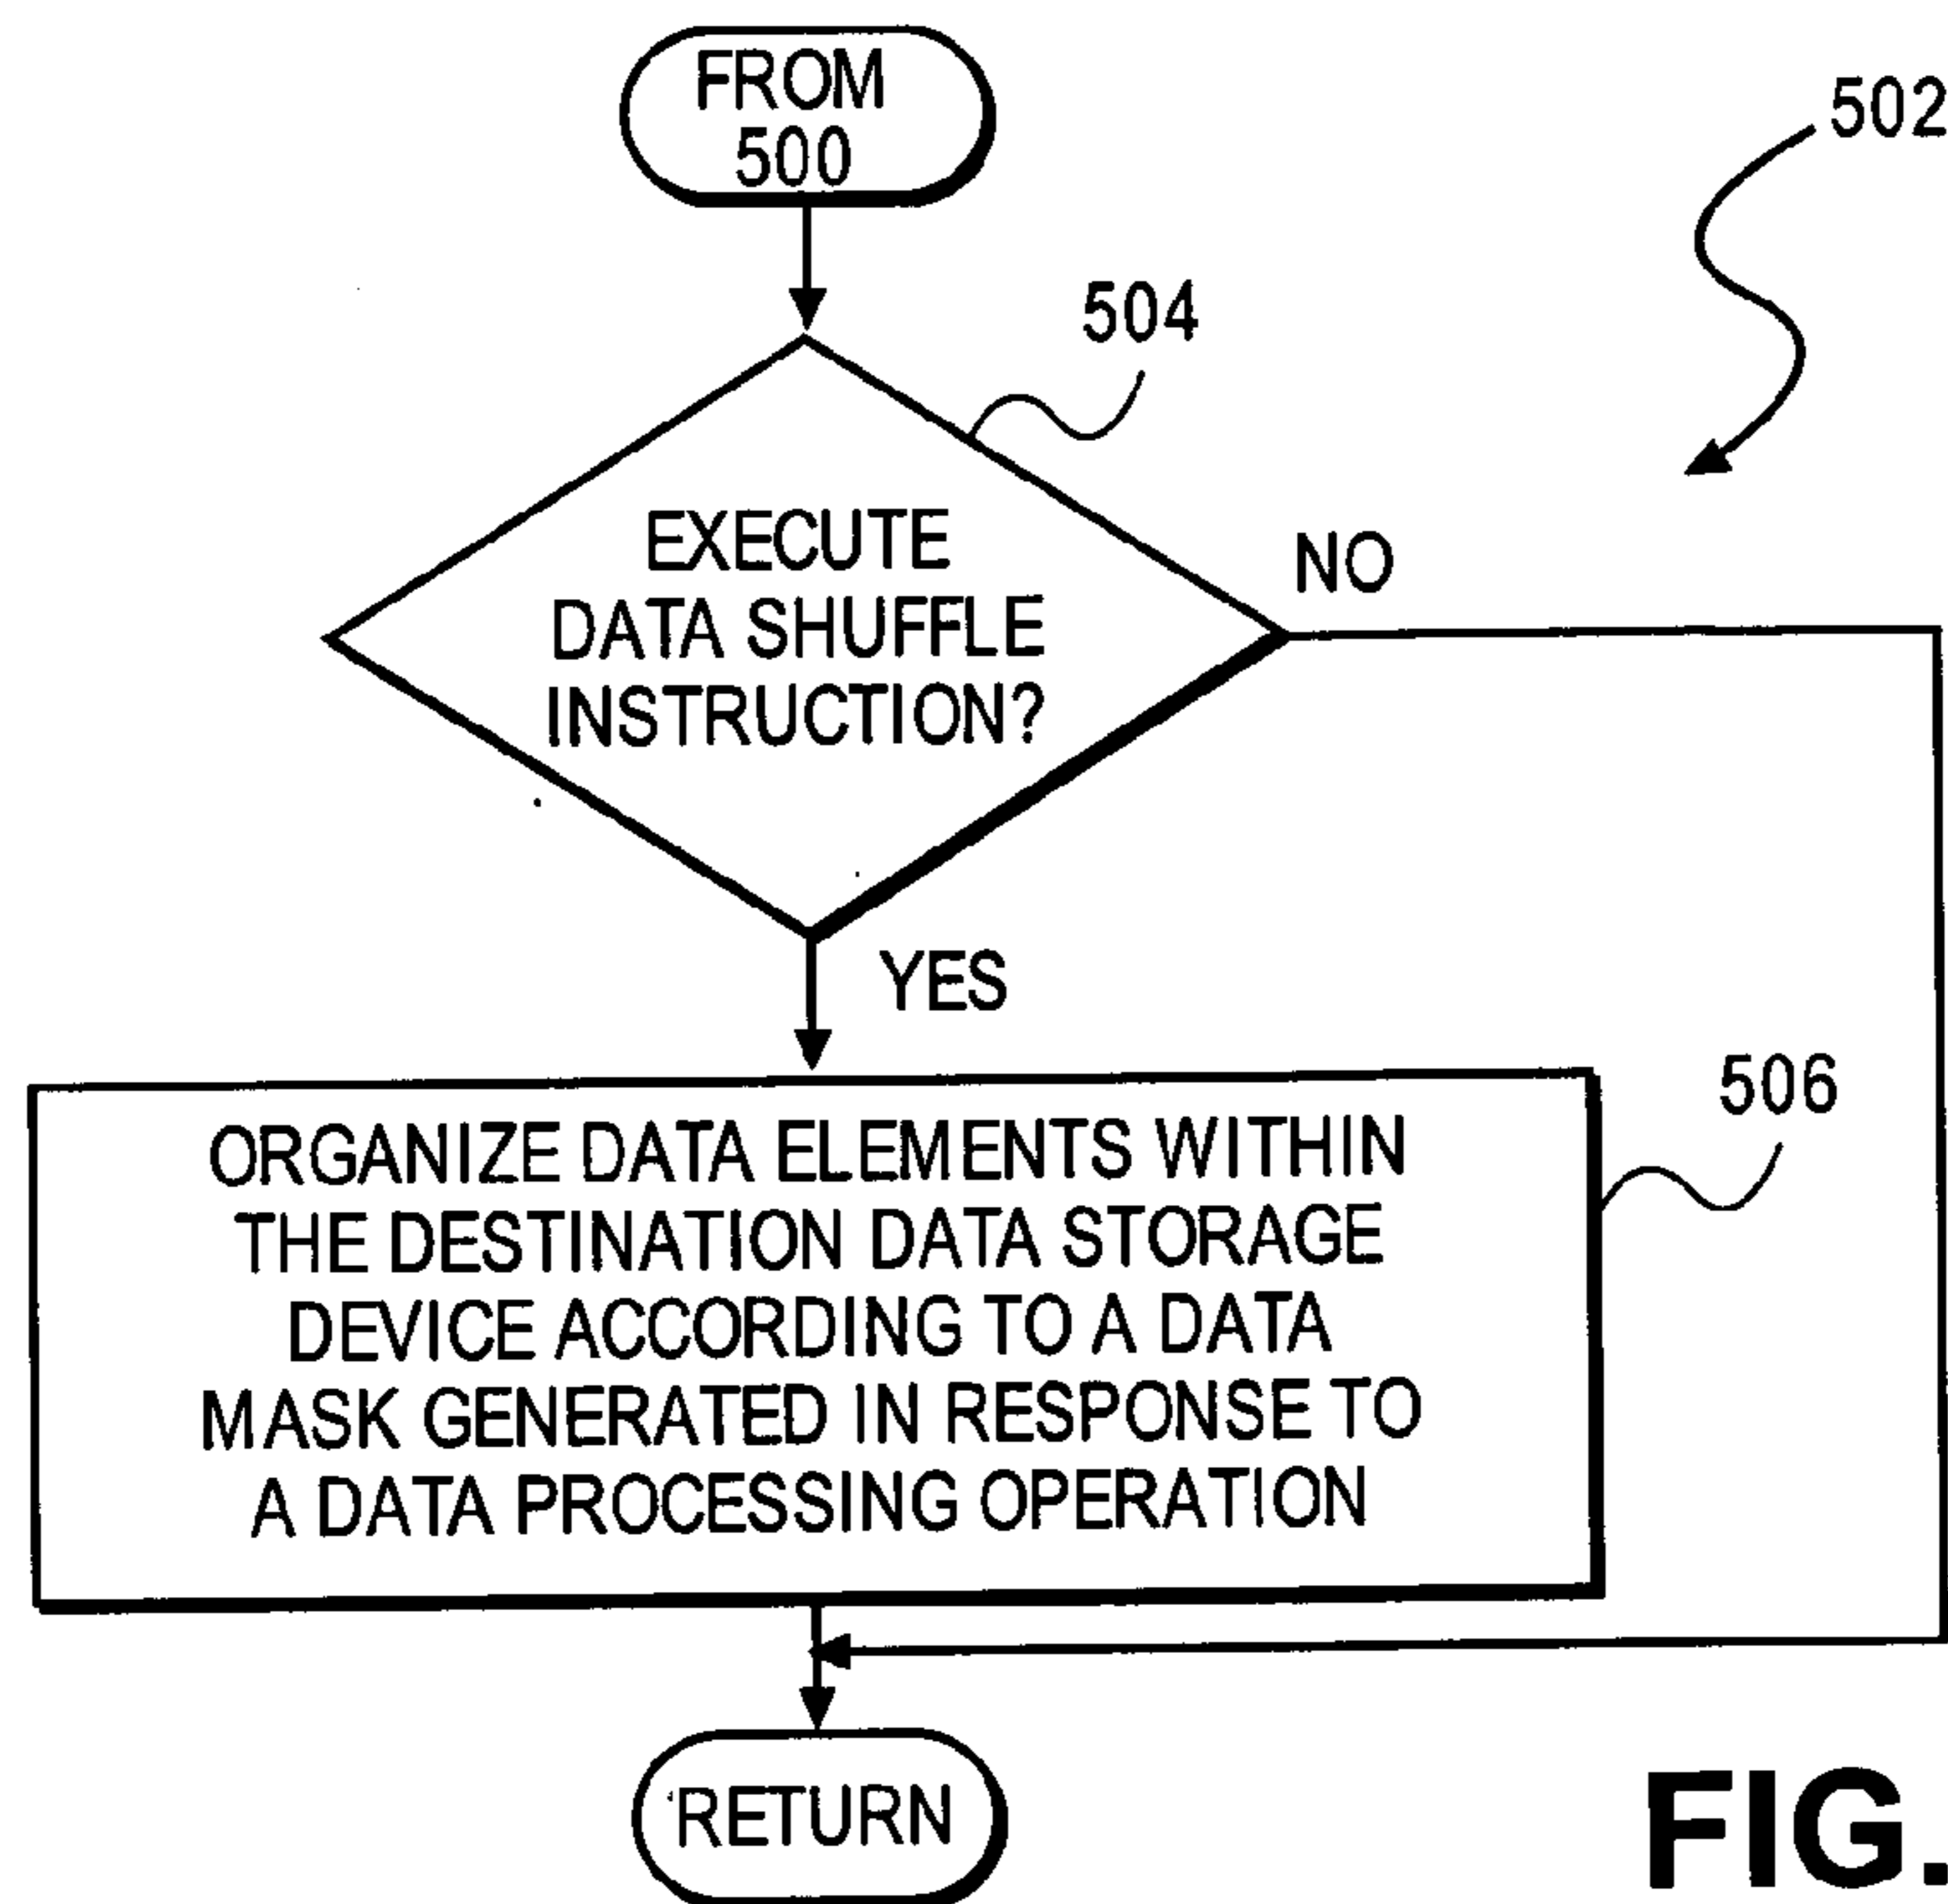 FROM
500
502
504
EXECUTE
DATA SHUFFLE
INSTRUCTION?
NO
YES
506
ORGANIZE DATA ELEMENTS WITHIN
THE DESTINATION DATA STORAGE
DEVICE ACCORDING TO A DATA
MASK GENERATED IN RESPONSE TO
A DATA PROCESSING OPERATION
RETURN
FIG.